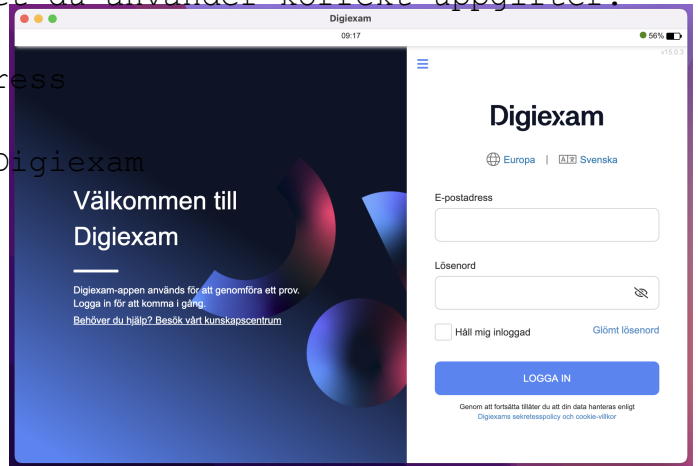 et du använder korrekt uppgifter.
Digiexam
09:17
56%
v15.0.3
ress
Digiexam
Digiexam
Europa | Svenska
Välkommen till
Digiexam
Digiexam-appen används för att genomföra ett prov.
Logga in för att komma i gång.
Behöver du hjälp? Besök vårt kunskapscentrum
E-postadress
Lösenord
Håll mig inloggad
Glömt lösenord
LOGGA IN
Genom att fortsätta tillåter du att din data hanteras enligt
Digiexams sekretesspolicy och cookie-villkor